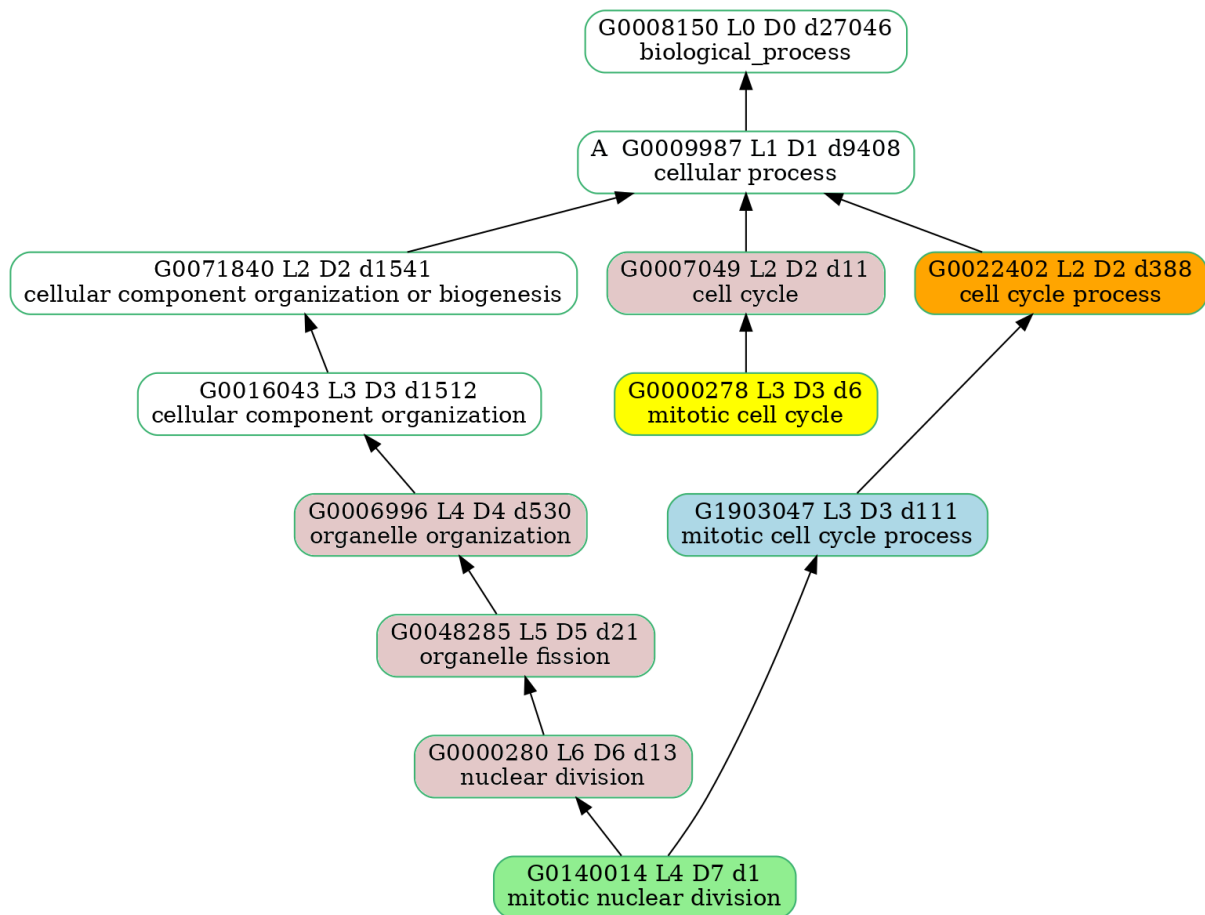 G0008150 L0 D0 d27046
biological_process
A  G0009987 L1 D1 d9408
cellular process
G0071840 L2 D2 d1541
cellular component organization or biogenesis
G0007049 L2 D2 d11
cell cycle
G0022402 L2 D2 d388
cell cycle process
G0016043 L3 D3 d1512
cellular component organization
G0000278 L3 D3 d6
mitotic cell cycle
G0006996 L4 D4 d530
organelle organization
G1903047 L3 D3 d111
mitotic cell cycle process
G0048285 L5 D5 d21
organelle fission
G0000280 L6 D6 d13
nuclear division
G0140014 L4 D7 d1
mitotic nuclear division